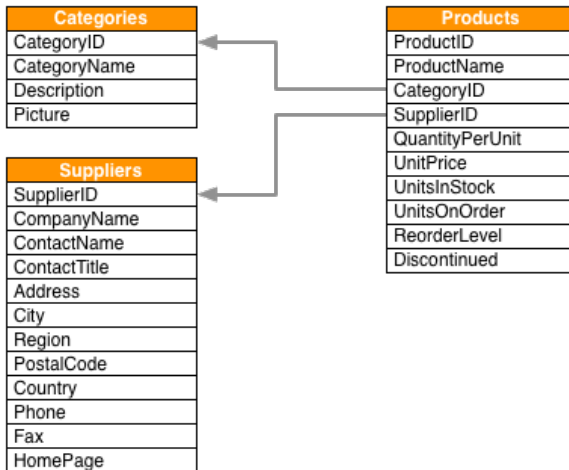 Categories
CategoryID
CategoryName
Description
Picture
Suppliers
SupplierID
CompanyName
ContactName
ContactTitle
Address
City
Region
PostalCode
Country
Phone
Fax
HomePage
Products
ProductID
ProductName
CategoryID
SupplierID
QuantityPerUnit
UnitPrice
UnitsInStock
UnitsOnOrder
ReorderLevel
Discontinued